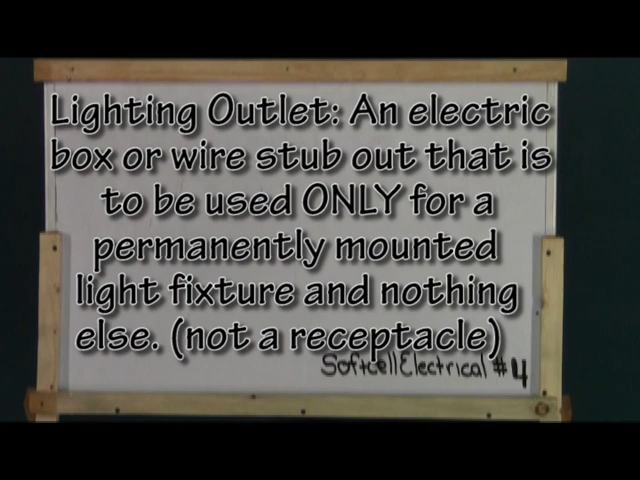 Lighting Outlet: An electric
box or wire stub out that is
to be used ONLY for a
permanently mounted
light fixture and nothing
else. (not a receptacle)
SoftcellElectrical #4